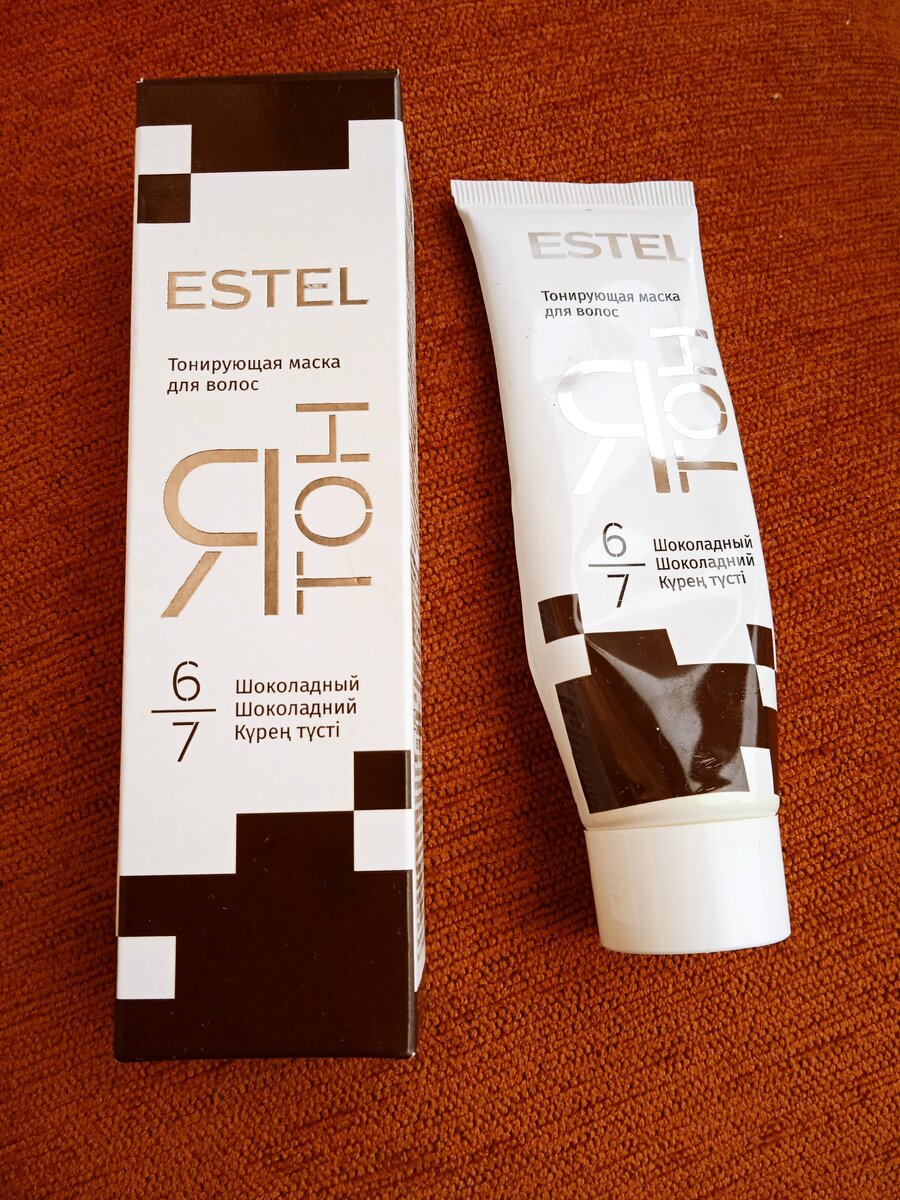 ESTEL
Тонирующая маска
для волос
Я
ТОН
6
7
Шоколадный
Шоколадний
Күрең түсті
ESTEL
Тонирующая маска
для волос
Я
ТОН
6
7
Шоколадный
Шоколадний
Күрең түсті